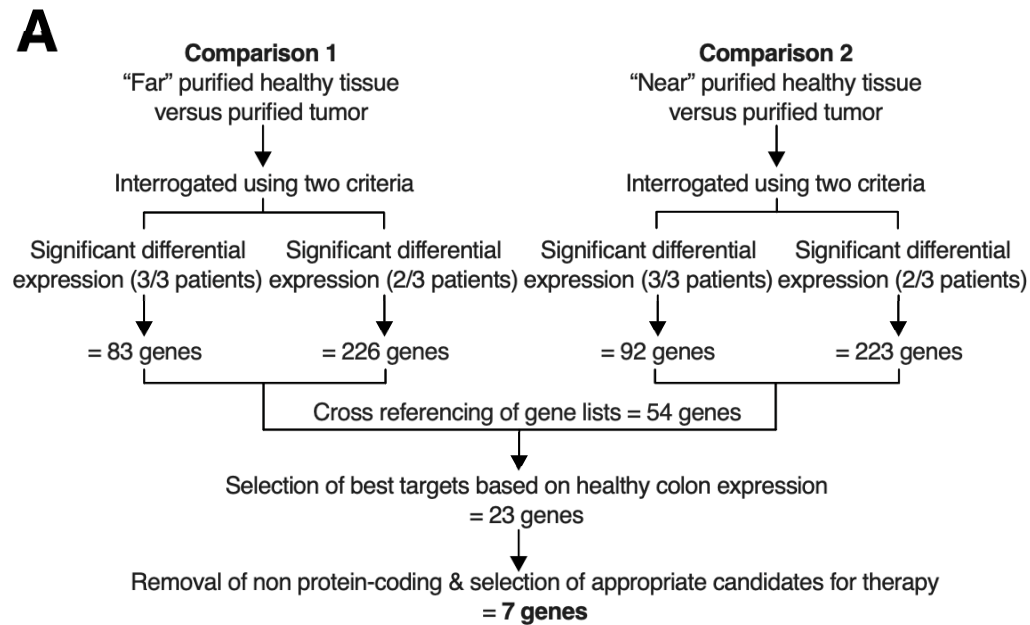 A
Comparison 1
“Far” purified healthy tissue
versus purified tumor
Interrogated using two criteria
Significant differential
expression (3/3 patients)
= 83 genes
Significant differential
expression (2/3 patients)
= 226 genes
Comparison 2
“Near” purified healthy tissue
versus purified tumor
Interrogated using two criteria
Significant differential
expression (3/3 patients)
= 92 genes
Significant differential
expression (2/3 patients)
= 223 genes
Cross referencing of gene lists = 54 genes
Selection of best targets based on healthy colon expression
= 23 genes
Removal of non protein-coding & selection of appropriate candidates for therapy
= 7 genes